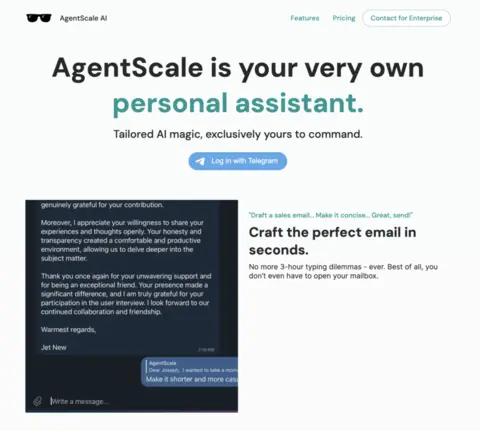 AgentScale AI
Features
Pricing
Contact for Enterprise
AgentScale is your very own
personal assistant.
Tailored AI magic, exclusively yours to command.
Log in with Telegram
genuinely grateful for your contribution.
Moreover, I appreciate your willingness to share your
experiences and thoughts openly. Your honesty and
transparency created a comfortable and productive
environment, allowing us to delve deeper into the
subject matter.
Thank you once again for your unwavering support and
for being an exceptional friend. Your presence made a
significant difference, and I am truly grateful for your
participation in the user interview. I look forward to our
continued collaboration and friendship.
Warmest regards,
Jet New
AgentScale
Dear Joseph, I wanted to take a mom
Make it shorter and more casu
Write a message...
"Draft a sales email... Make it concise... Great, send!"
Craft the perfect email in
seconds.
No more 3-hour typing dilemmas - ever. Best of all, you
don't even have to open your mailbox.